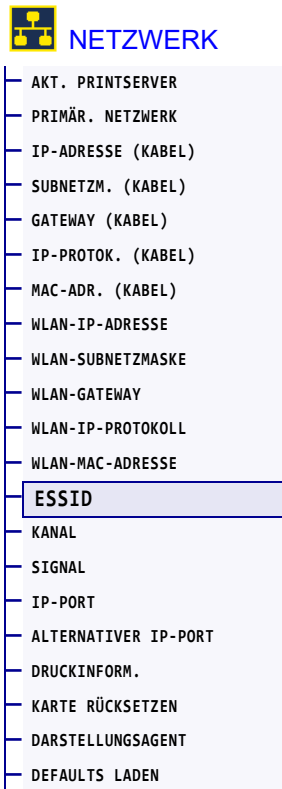 NETZWERK
AKT. PRINTSERVER
PRIMÄR. NETZWERK
IP-ADRESSE (KABEL)
SUBNETZM. (KABEL)
GATEWAY (KABEL)
IP-PROTOK. (KABEL)
MAC-ADR. (KABEL)
WLAN-IP-ADRESSE
WLAN-SUBNETZMASKE
WLAN-GATEWAY
WLAN-IP-PROTOKOLL
WLAN-MAC-ADRESSE
ESSID
KANAL
SIGNAL
IP-PORT
ALTERNATIVER IP-PORT
DRUCKINFORM.
KARTE RÜCKSETZEN
DARSTELLUNGSAGENT
DEFAULTS LADEN